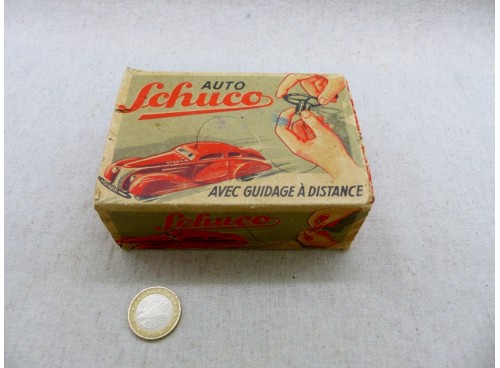 AUTO
Schuco
AVEC GUIDAGE À DISTANCE
Schuco